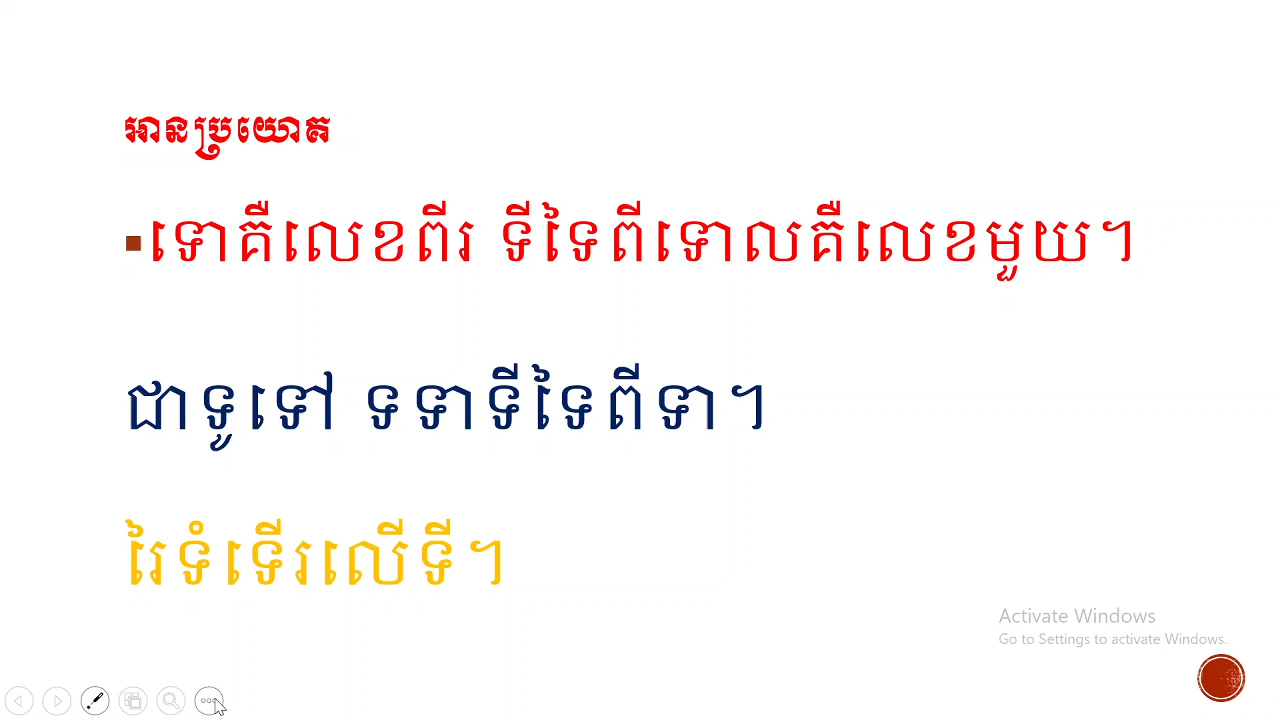 អានប្រយោគ
ទោគឺលេខពីរ ទីទៃពីទោលគឺលេខមួយ។
ជាទូទៅ ទទាទីទៃពីទា។
រៃទំទើរលើទី។
Activate Windows
Go to Settings to activate Windows.